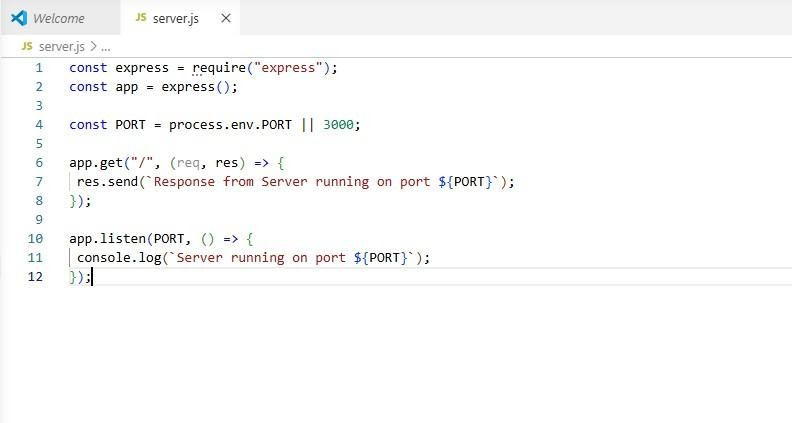 Welcome
JS server.js ×
JS server.js > ...
1 const express = require("express");
2 const app = express();
3
4 const PORT = process.env.PORT || 3000;
5
6 app.get("/", (req, res) => {
7 res.send(`Response from Server running on port ${PORT}`);
8 });
9
10 app.listen(PORT, () => {
11 console.log(`Server running on port ${PORT}`);
12 });